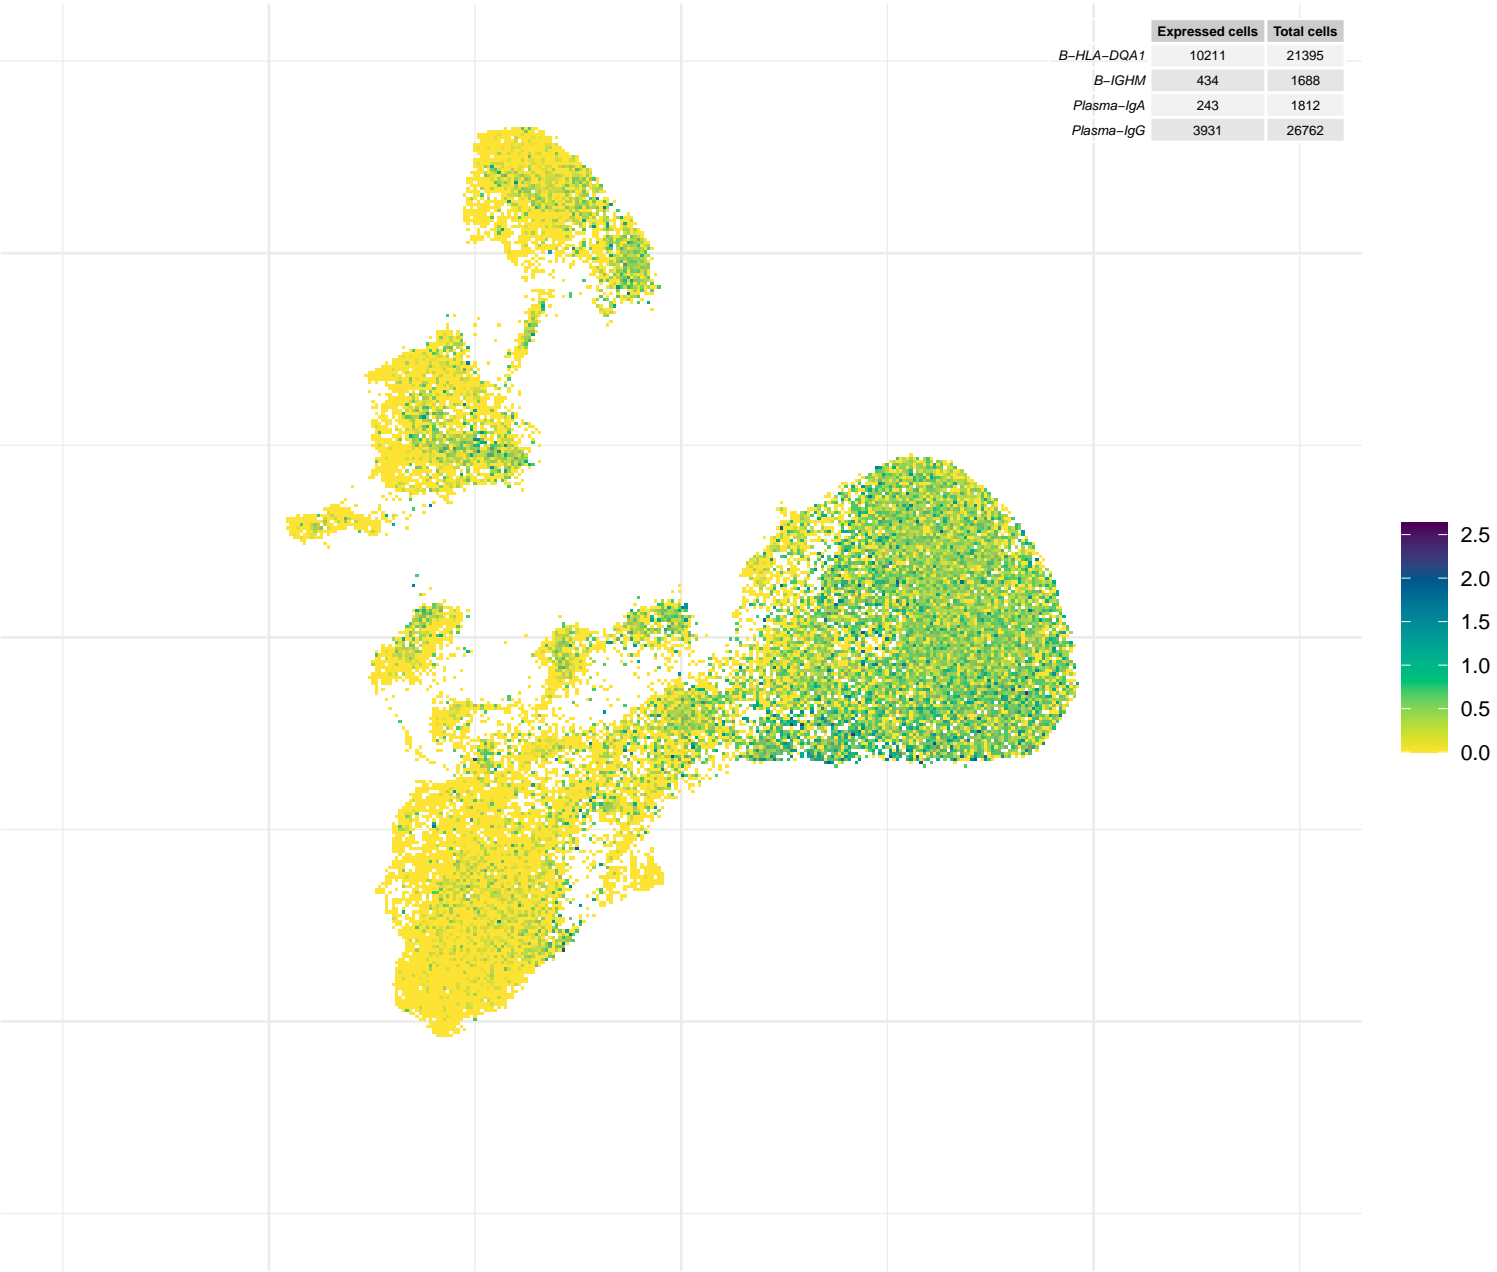 Expressed cells Total cells
B−HLA−DQA1 10211 21395
B−IGHM 434 1688
Plasma−IgA 243 1812
Plasma−IgG 3931 26762
2.5
2.0
1.5
1.0
0.5
0.0